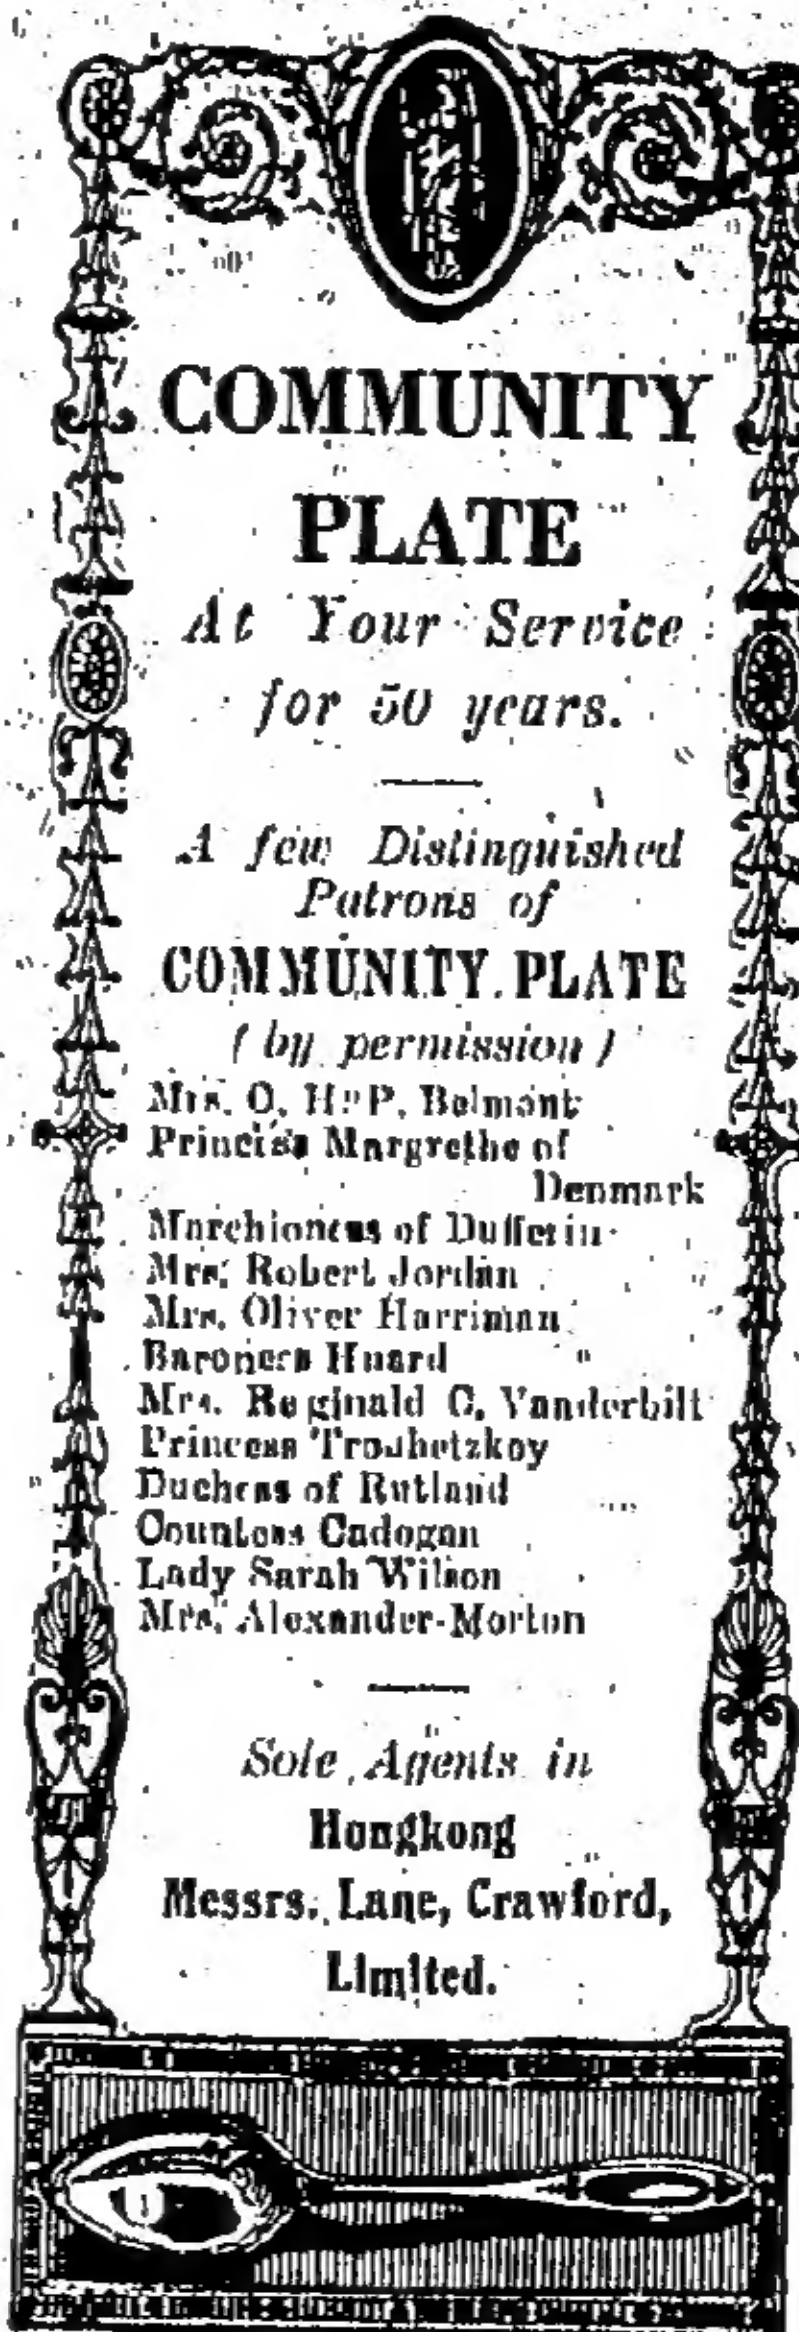 COMMUNITY
PLATE
At Your Service
for 50 years.
A few Distinguished
Patrons of
COMMUNITY PLATE
(by permission)
Mrs. O. H. P. Belmont
Princess Margrethe of
Denmark
Marchioness of Dufferin
Mrs. Robert Jordan
Mrs. Oliver Harriman
Baroness Huard
Mrs. Reginald C. Vanderbilt
Princess Troubetzkoy
Duchess of Rutland
Countess Cadogan
Lady Sarah Wilson
Mrs. Alexander-Morton
Sole Agents in
Hongkong
Messrs. Lane, Crawford,
Limited.